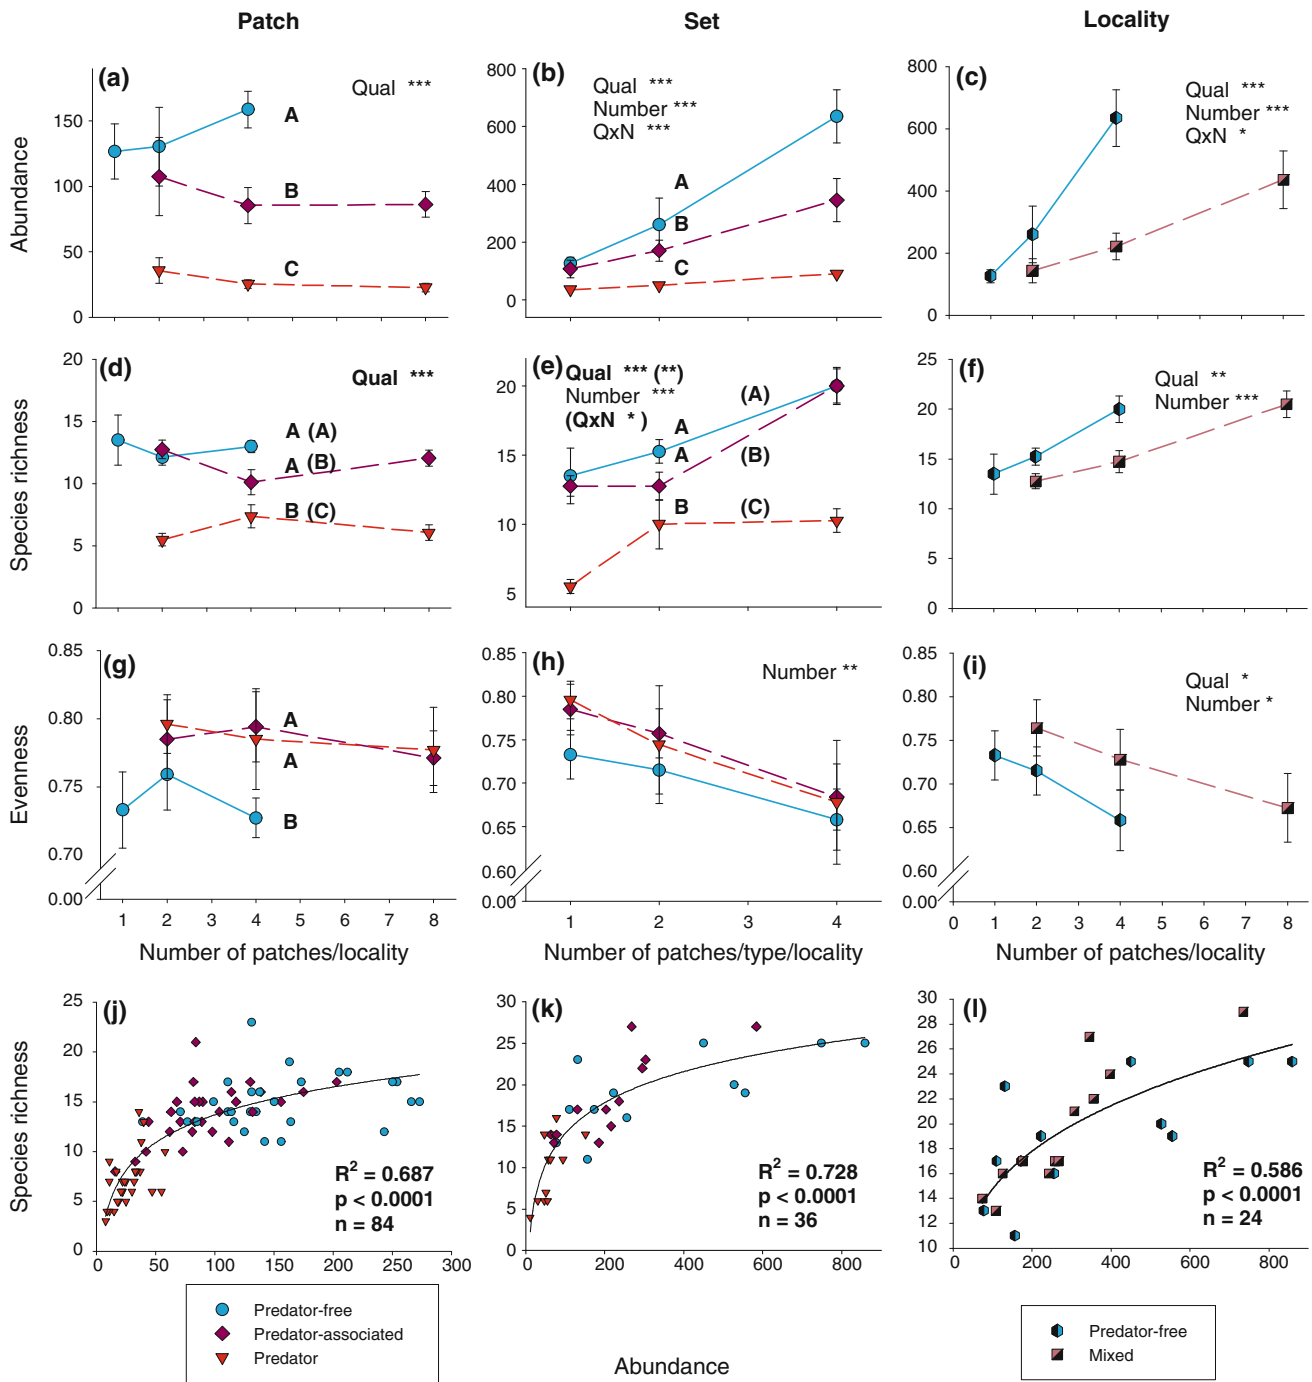 Patch
Set
Locality
(a)
Qual ***
A
B
C
150
100
50
0
Abundance
(b)
Qual ***
Number ***
QxN ***
A
B
C
800
600
400
200
0
(c)
Qual ***
Number ***
QxN *
800
600
400
200
0
(d)
Qual ***
A (A)
A (B)
B (C)
20
15
10
5
0
Species richness
(e)
Qual *** (**)
Number ***
(QxN * )
(A)
A
A
(B)
B
(C)
20
15
10
5
(f)
Qual **
Number ***
25
20
15
10
5
0
(g)
A
A
B
0.85
0.80
0.75
0.70
0.00
Evenness
1 2 3 4 5 6 7 8
Number of patches/locality
(h)
Number **
0.85
0.80
0.75
0.70
0.65
0.60
0.00
1 2 4
Number of patches/type/locality
(i)
Qual *
Number *
0.85
0.80
0.75
0.70
0.65
0.60
0.00
0 1 2 3 4 5 6 7 8
Number of patches/locality
(j)
25
20
15
10
5
0
Species richness
R2 = 0.687
p < 0.0001
n = 84
0 50 100 150 200 250 300
(k)
30
25
20
15
10
5
0
R2 = 0.728
p < 0.0001
n = 36
0 200 400 600 800
(l)
30
28
26
24
22
20
18
16
14
12
10
R2 = 0.586
p < 0.0001
n = 24
0 200 400 600 800
Predator-free
Predator-associated
Predator
Abundance
Predator-free
Mixed